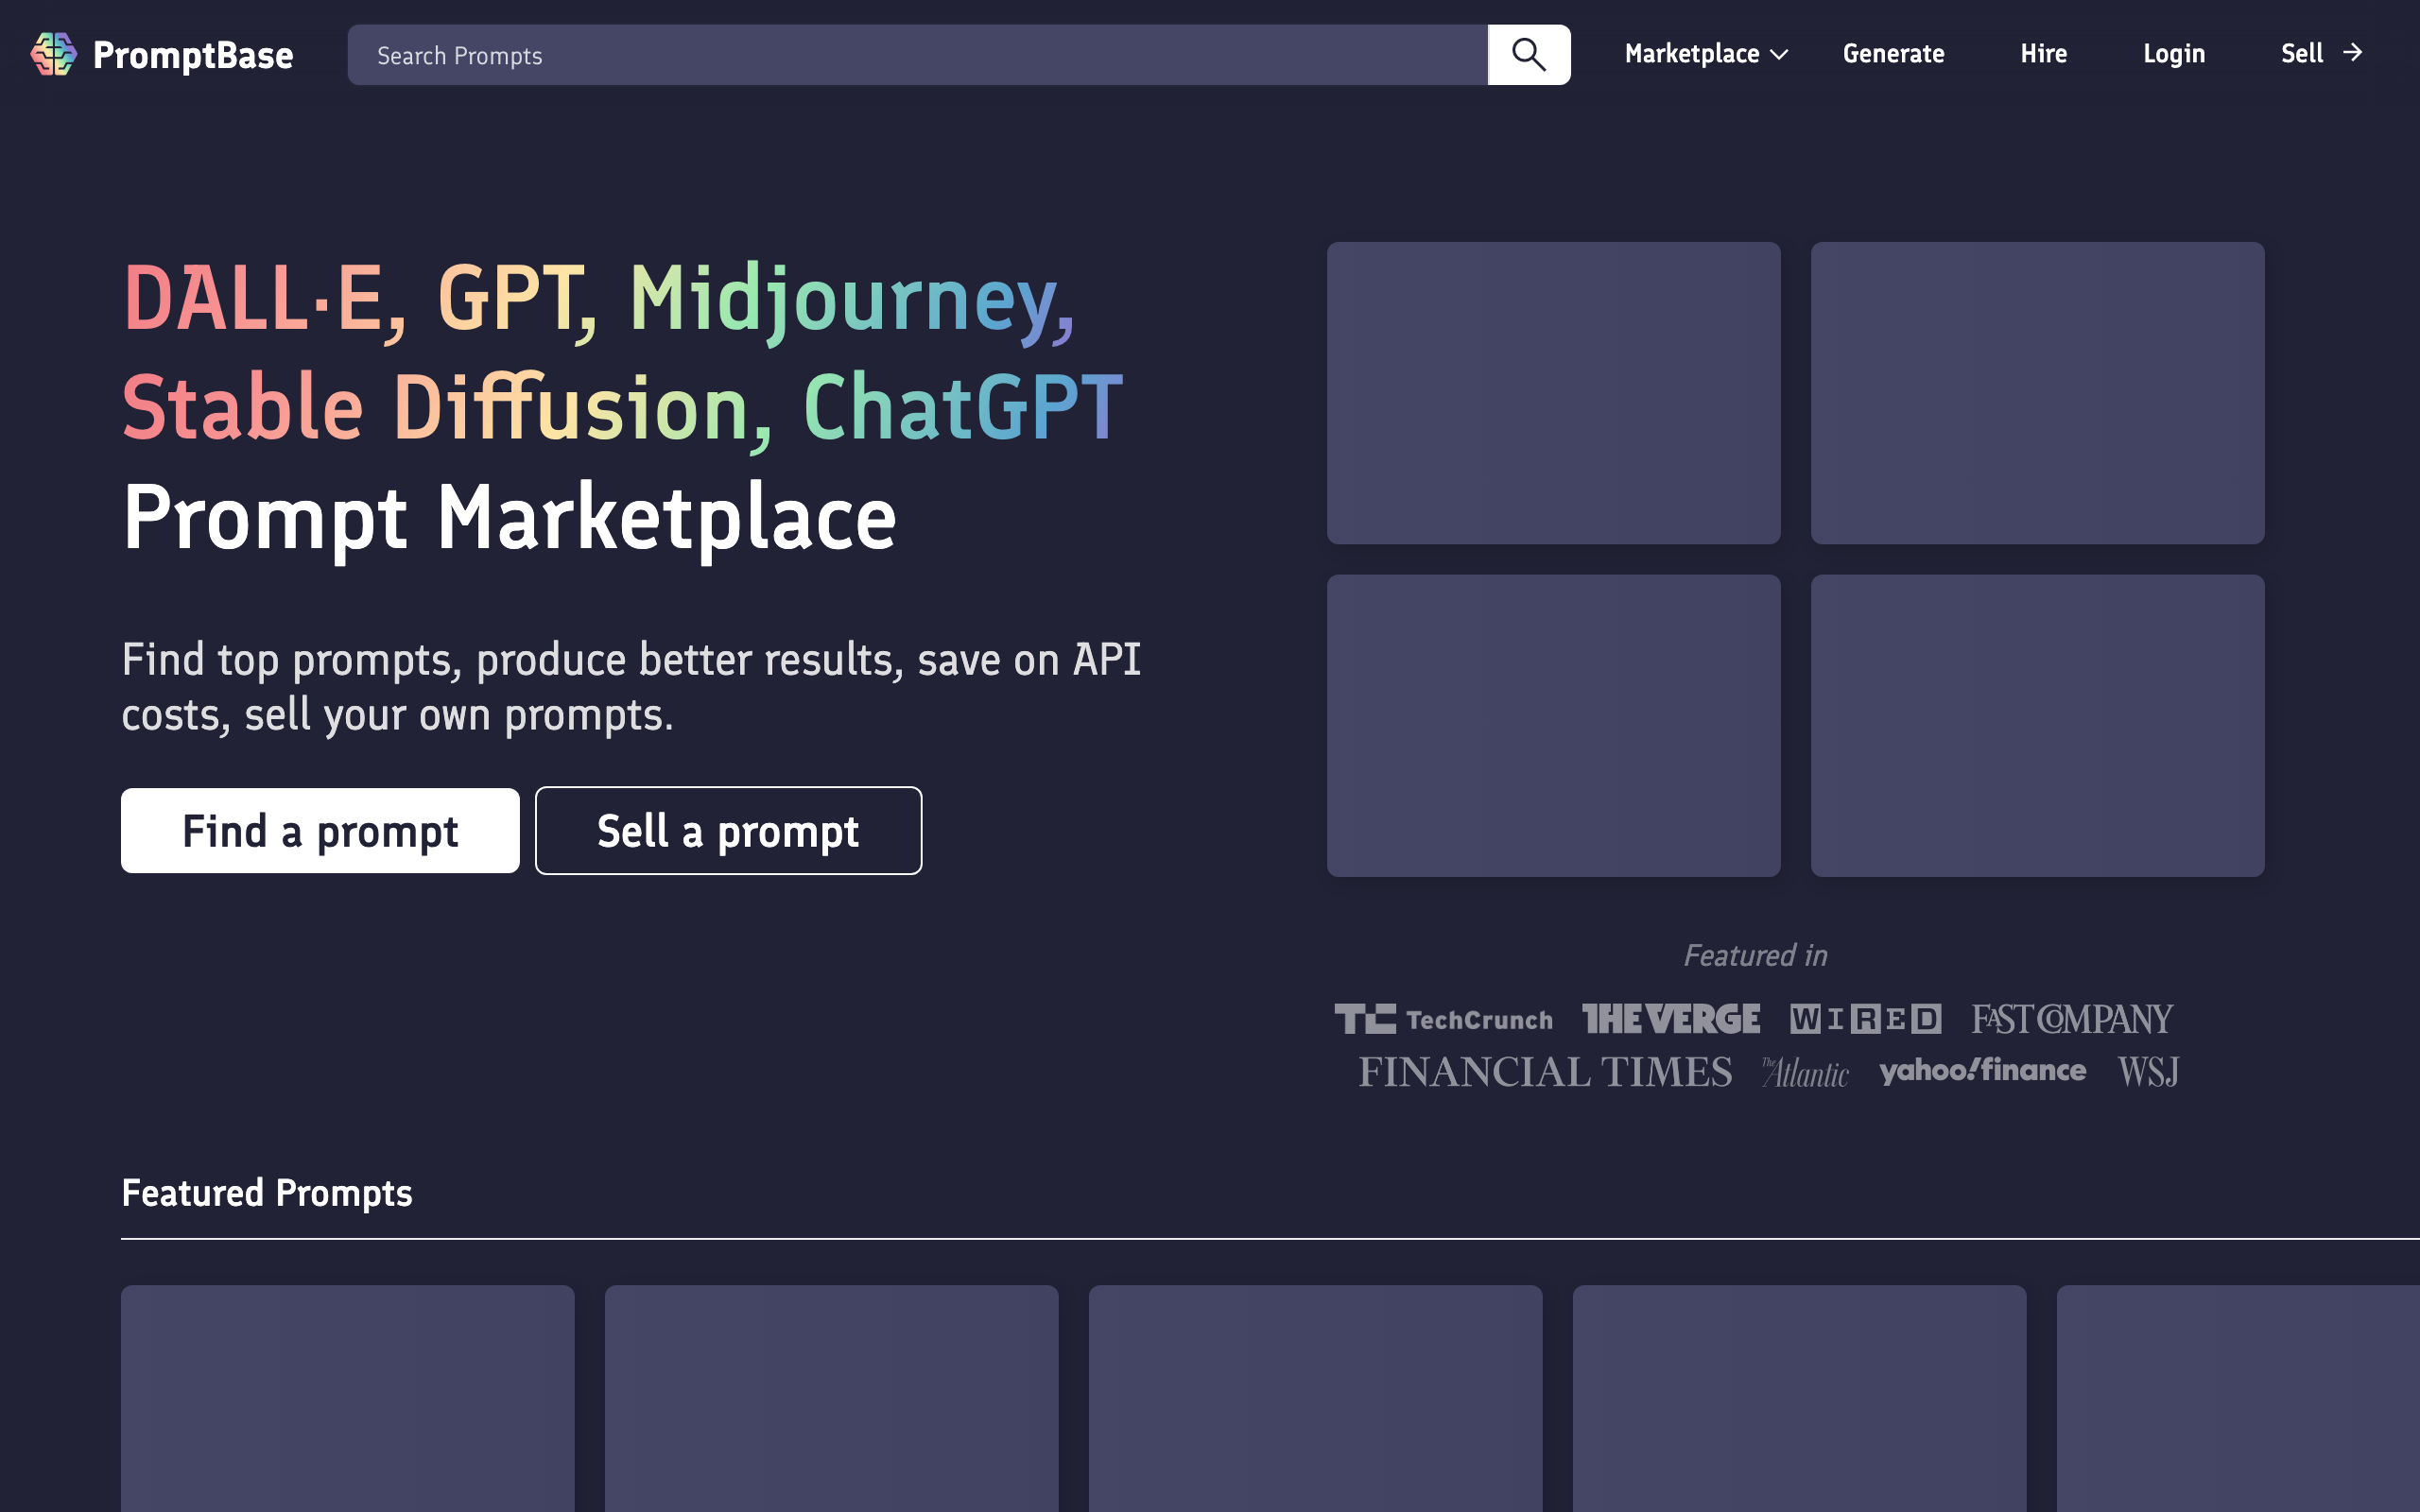 PromptBase
Search Prompts
Marketplace
Generate
Hire
Login
Sell →
DALL·E, GPT, Midjourney,
Stable Diffusion, ChatGPT
Prompt Marketplace
Find top prompts, produce better results, save on API
costs, sell your own prompts.
Find a prompt
Sell a prompt
Featured in
TC TechCrunch THE VERGE WIRED FAST COMPANY
FINANCIAL TIMES The Atlantic yahoo!finance WSJ
Featured Prompts